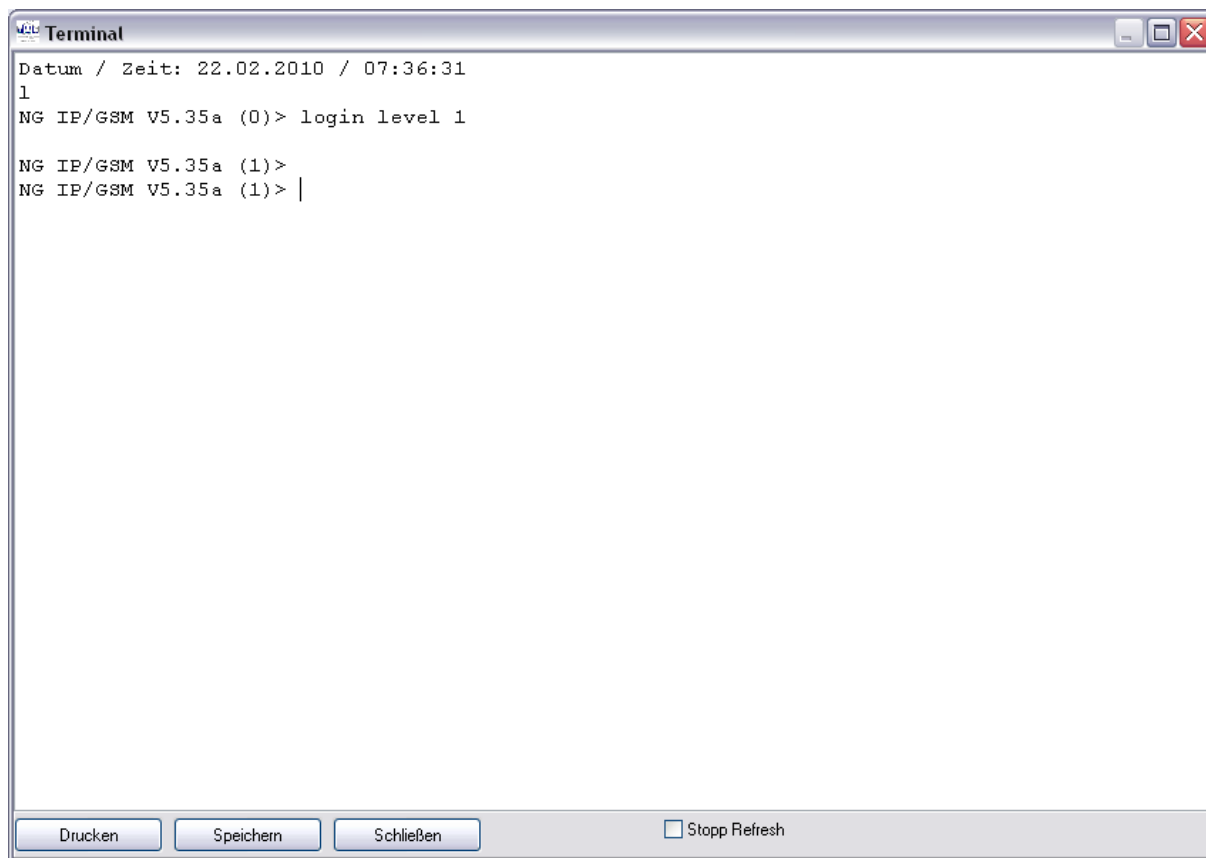 Terminal
Datum / Zeit: 22.02.2010 / 07:36:31
l
NG IP/GSM V5.35a (0)> login level 1
NG IP/GSM V5.35a (1)>
NG IP/GSM V5.35a (1)>
Drucken Speichern Schließen Stopp Refresh